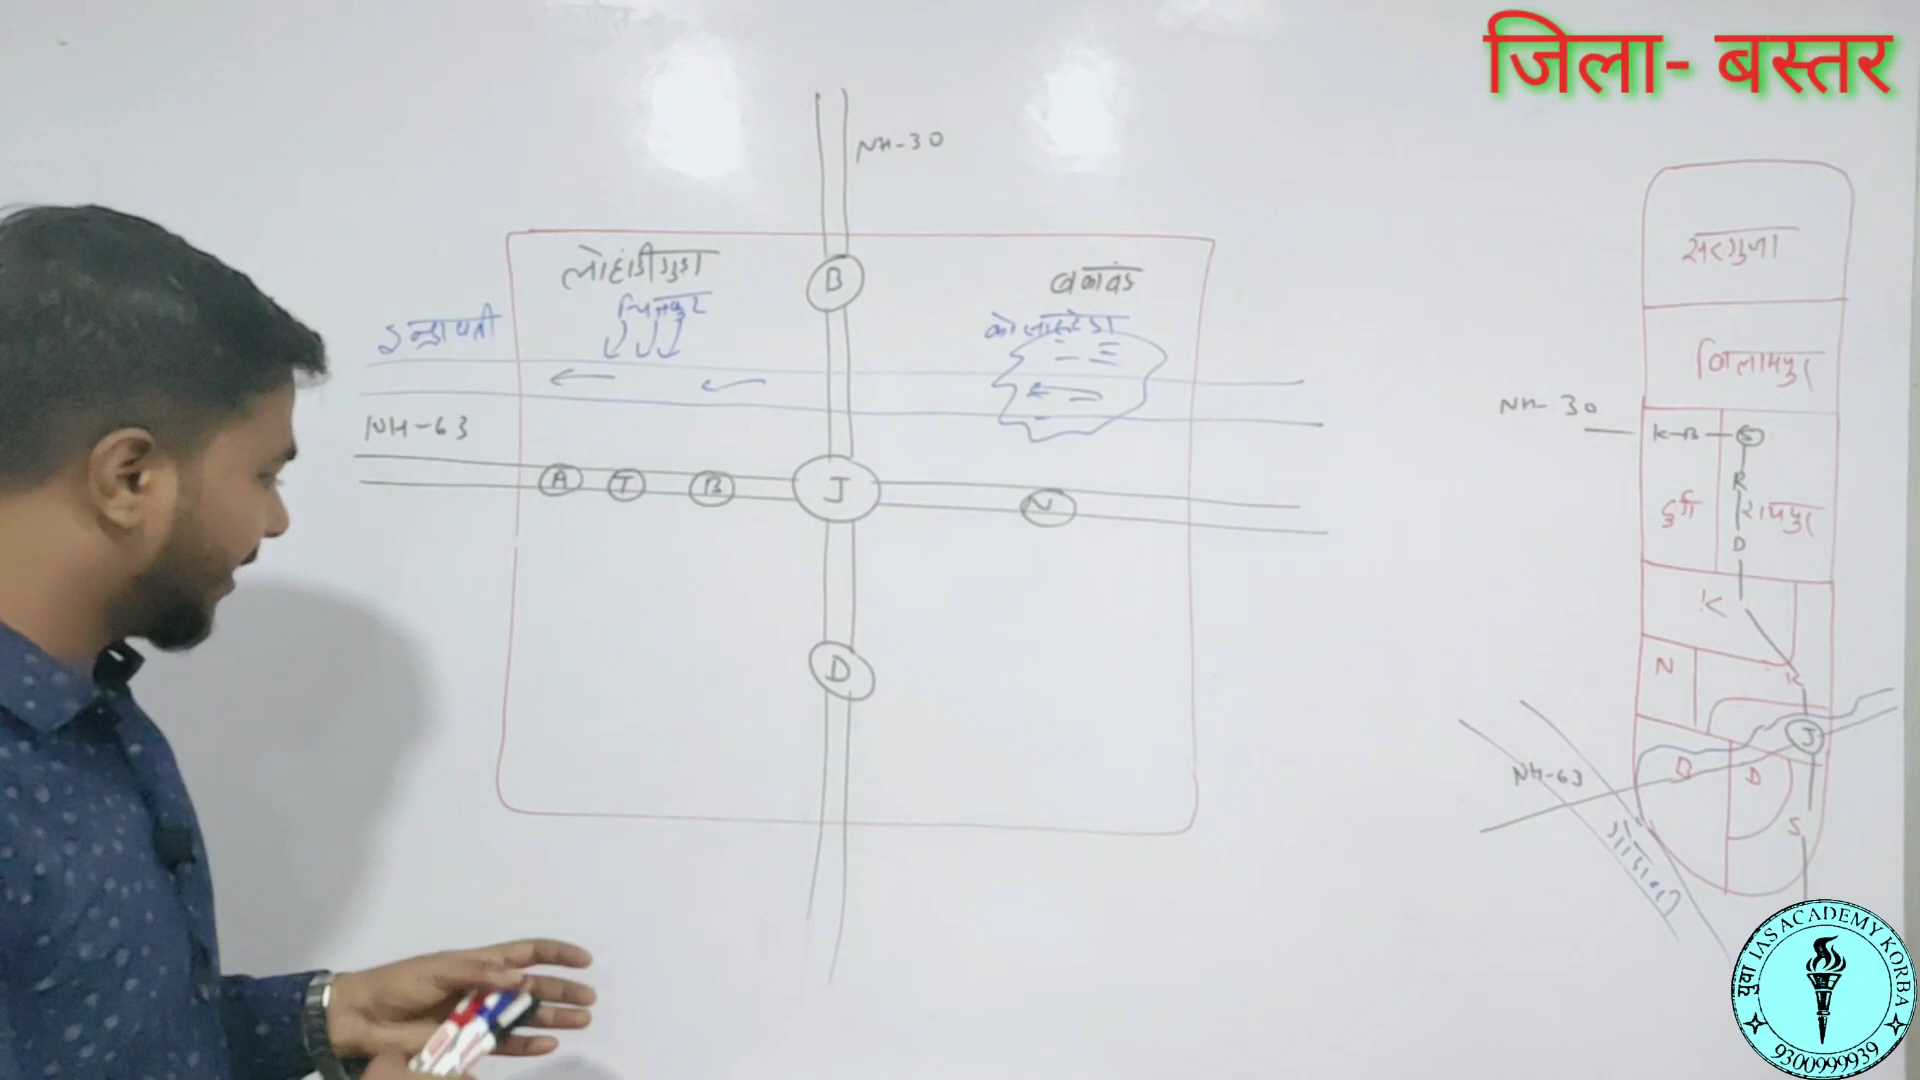 जिला- बस्तर
NH-30
लोहांडीगुडा
B
बकावंड
चित्रकुट
इन्द्रावती
NH-63
A
T
B
J
N
D
सरगुजा
बिलासपुर
NH-30
K-B-S
R
दुर्ग
रायपुर
D
K
N
K
J
B
D
NH-63
S
युवा IAS ACADEMY KORBA
9300999939